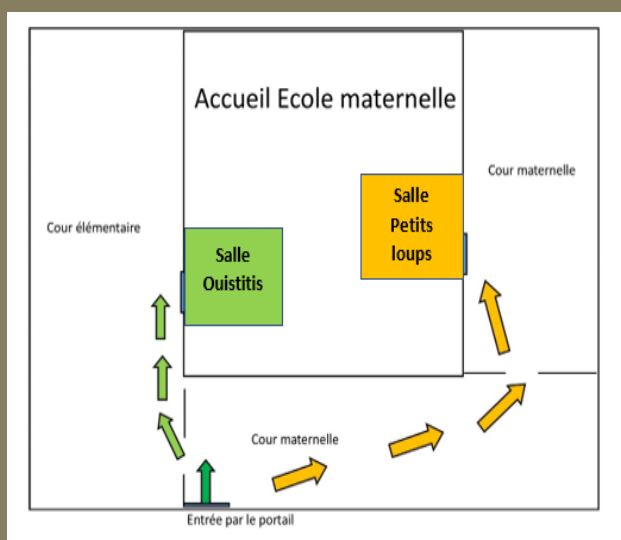 Accueil Ecole maternelle
Cour maternelle
Salle
Petits
loups
Cour élémentaire
Salle
Ouistitis
Cour maternelle
Entrée par le portail